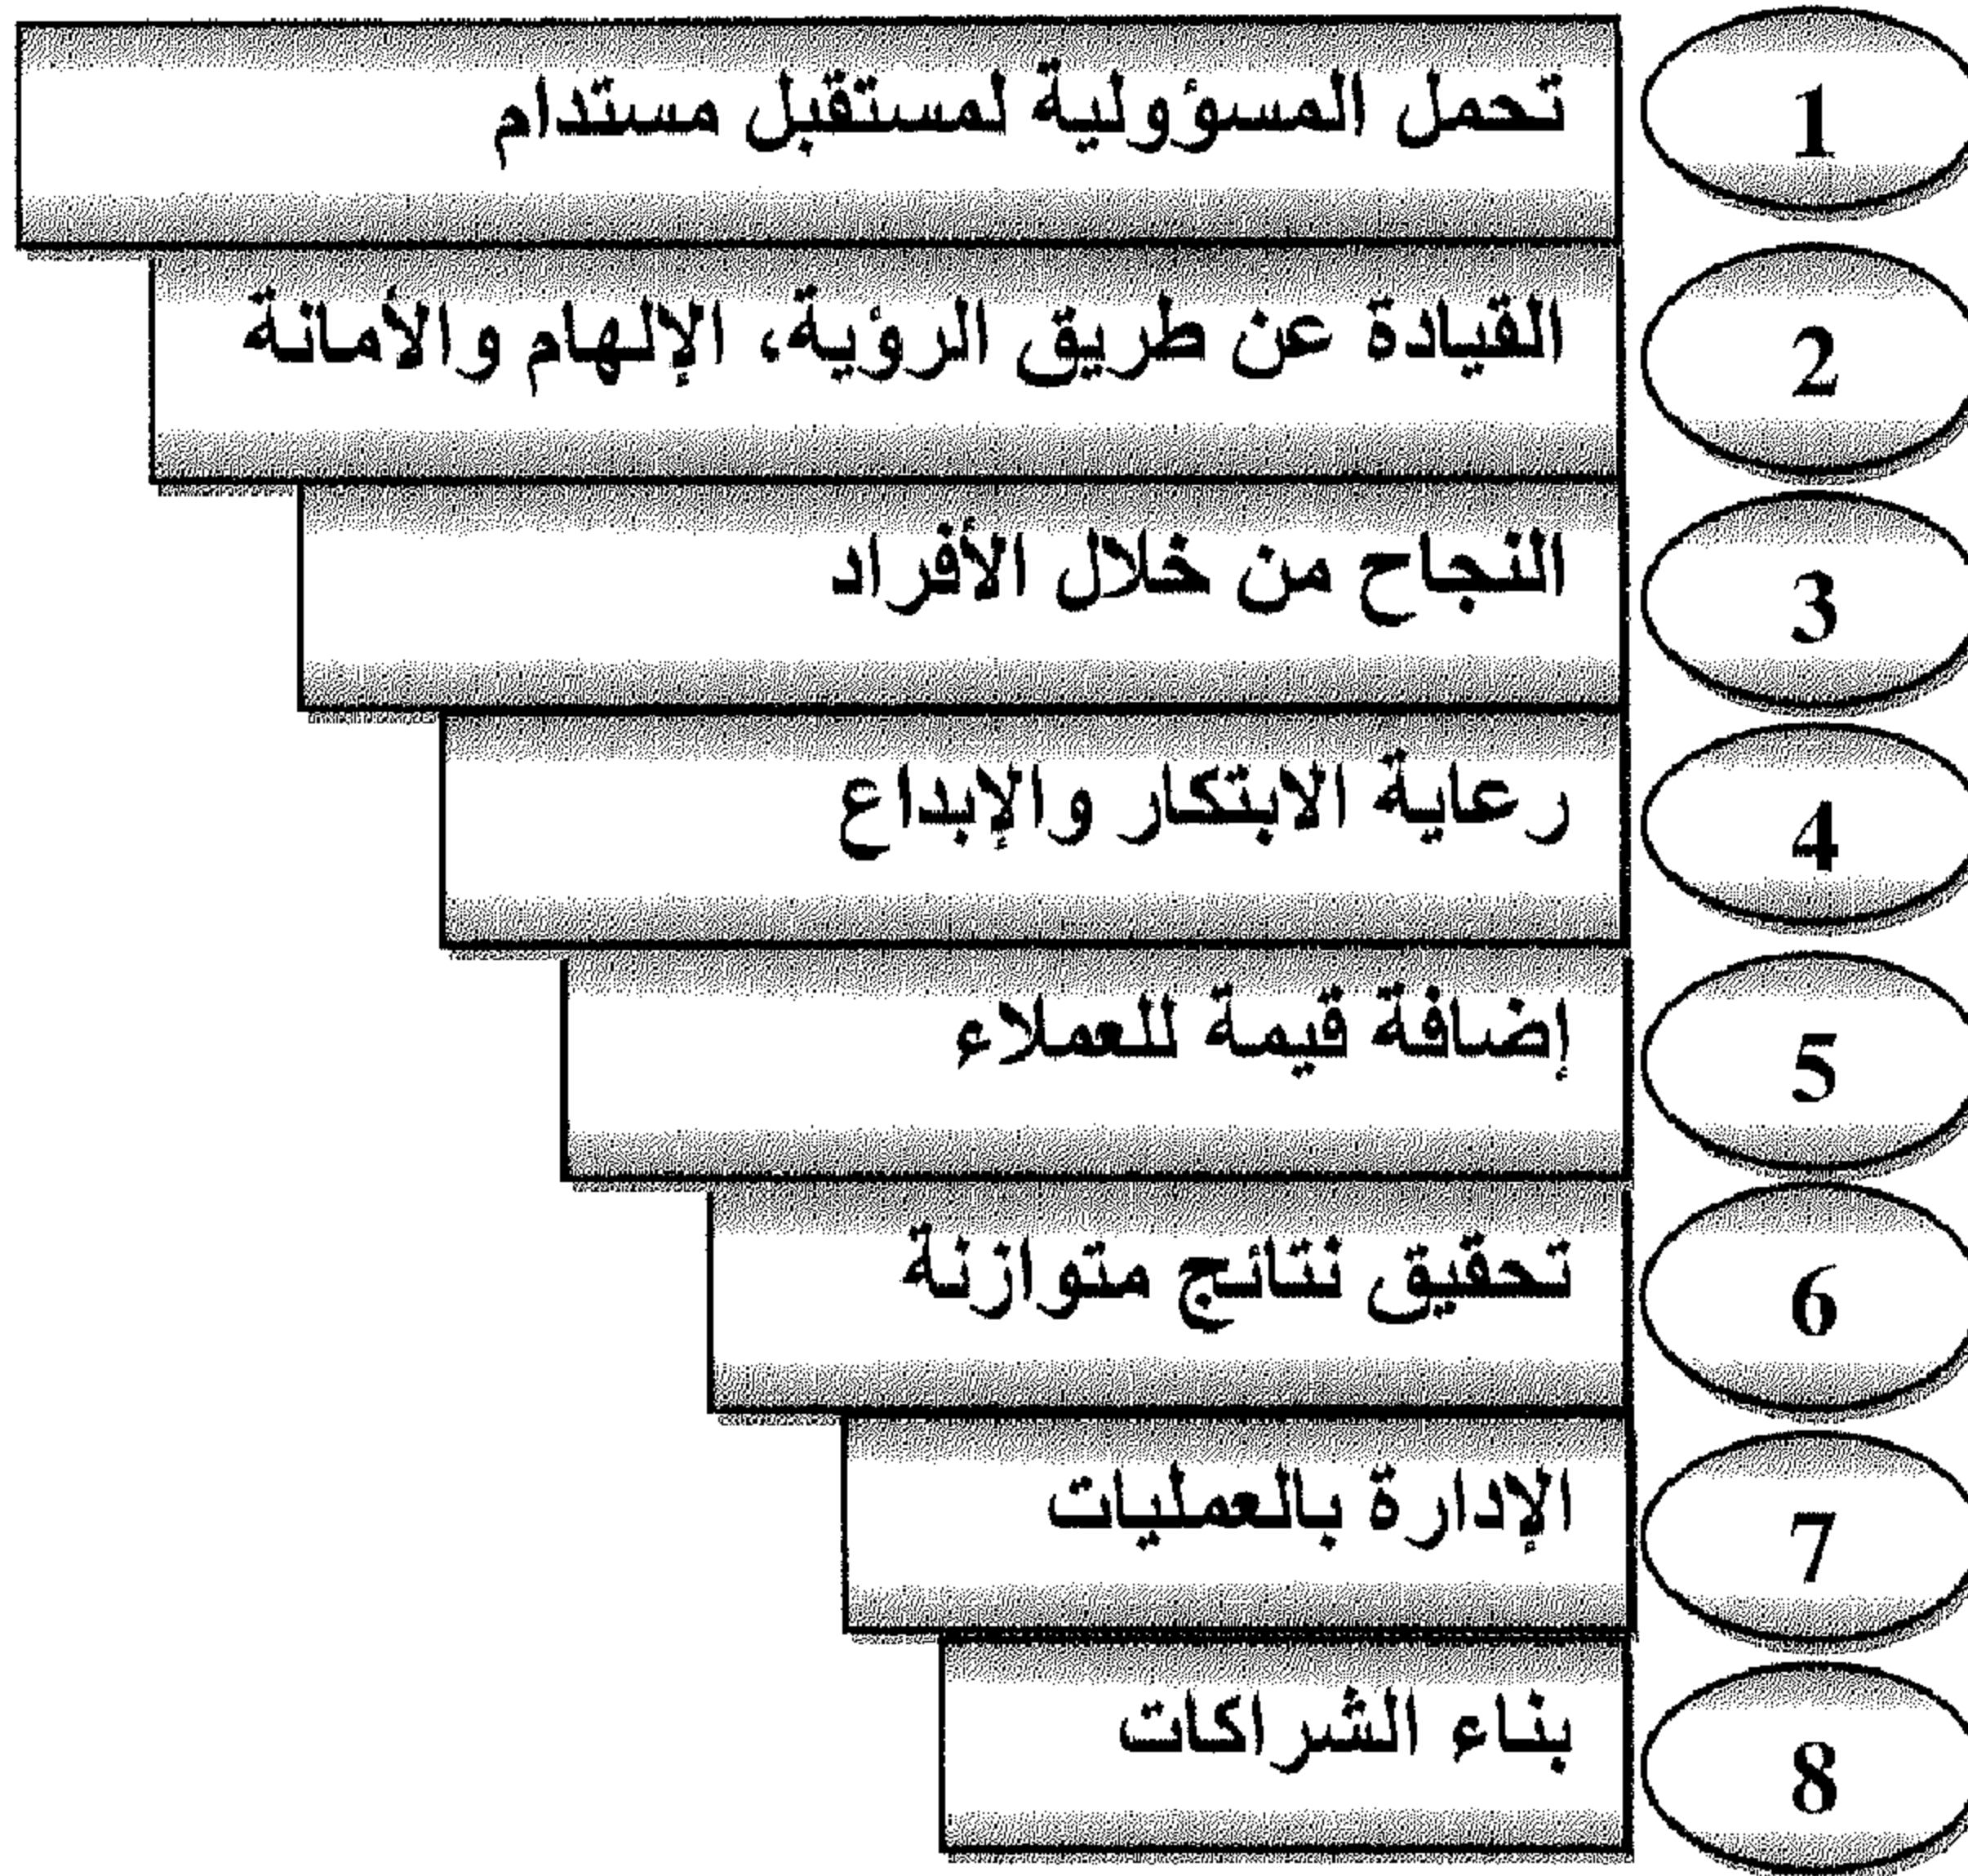 1 تحمل المسؤولية لمستقبل مستدام
2 القيادة عن طريق الرؤية، الإلهام والأمانة
3 النجاح من خلال الأفراد
4 رعاية الابتكار والإبداع
5 إضافة قيمة للعملاء
6 تحقيق نتائج متوازنة
7 الإدارة بالعمليات
8 بناء الشراكات